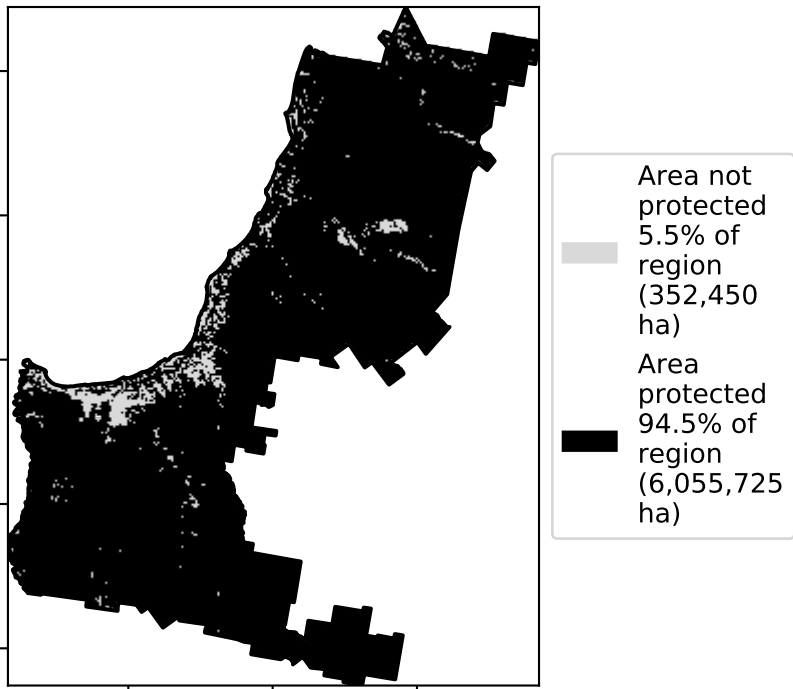 Area not
protected
5.5% of
region
(352,450
ha)
Area
protected
94.5% of
region
(6,055,725
ha)